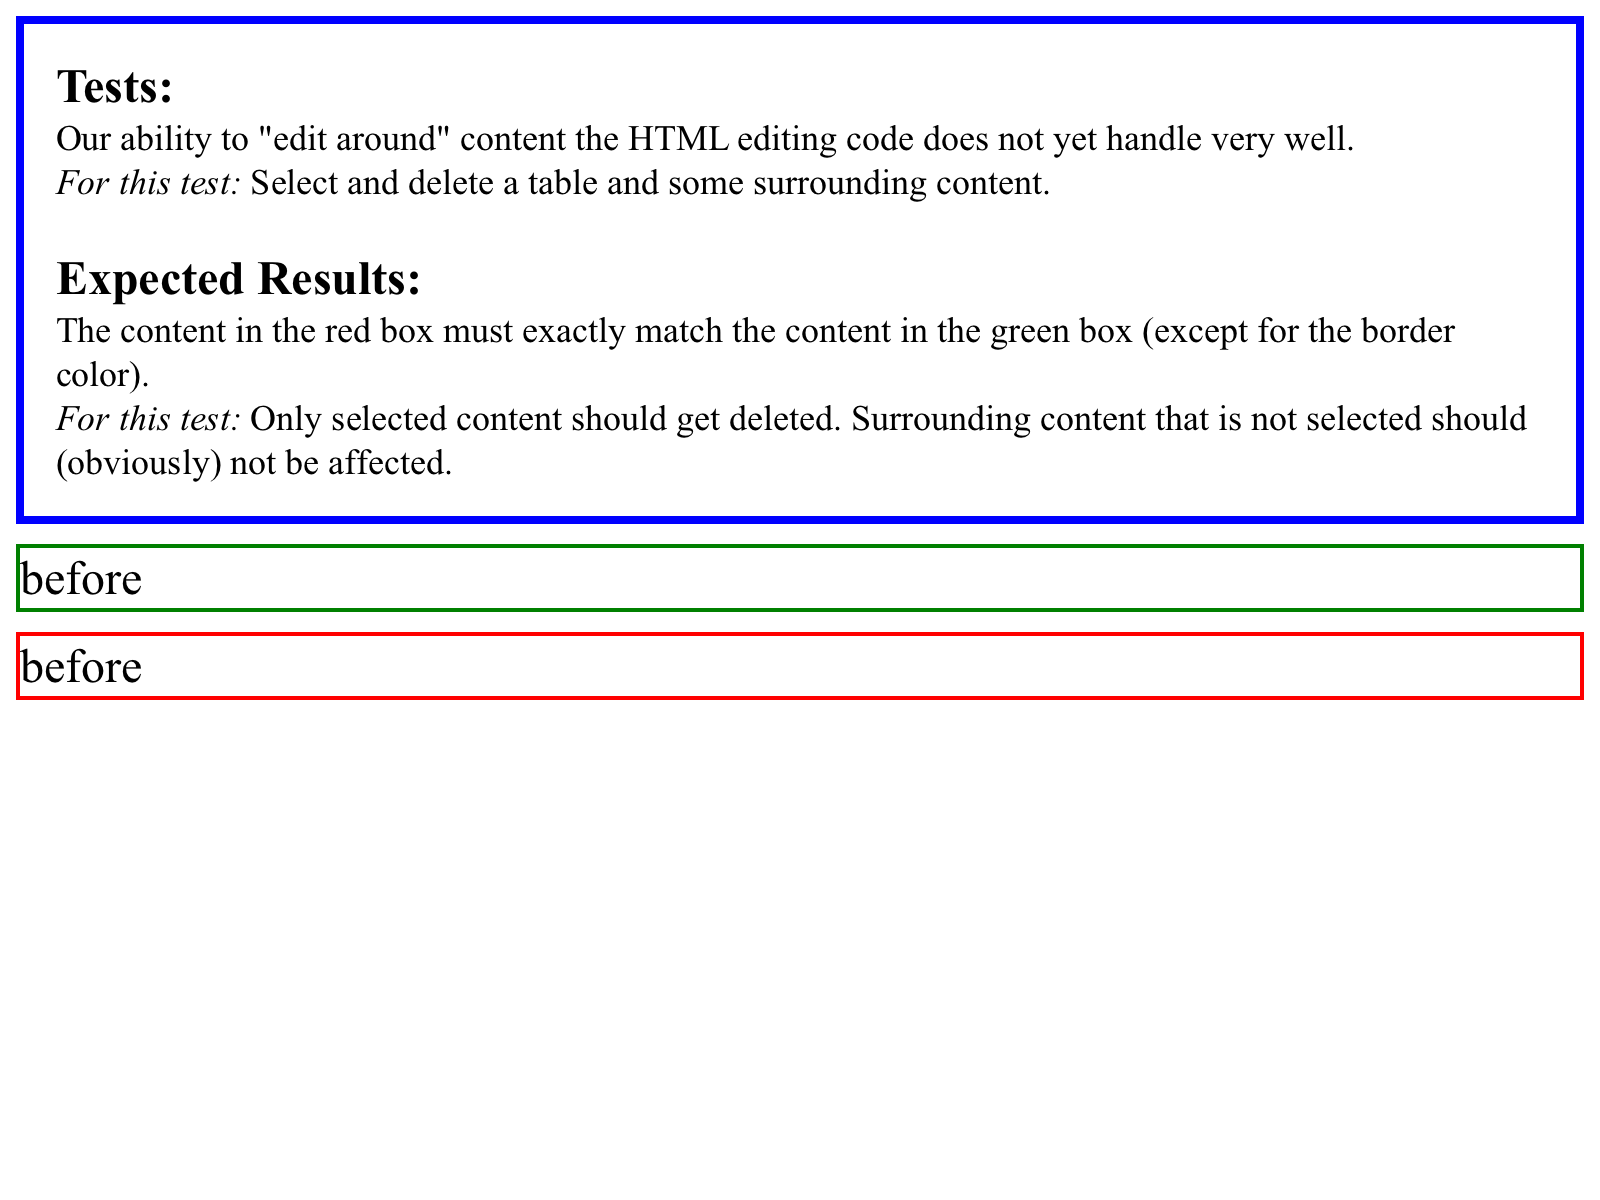 Tests:
Our ability to "edit around" content the HTML editing code does not yet handle very well.
For this test: Select and delete a table and some surrounding content.
Expected Results:
The content in the red box must exactly match the content in the green box (except for the border
color).
For this test: Only selected content should get deleted. Surrounding content that is not selected should
(obviously) not be affected.
before
before